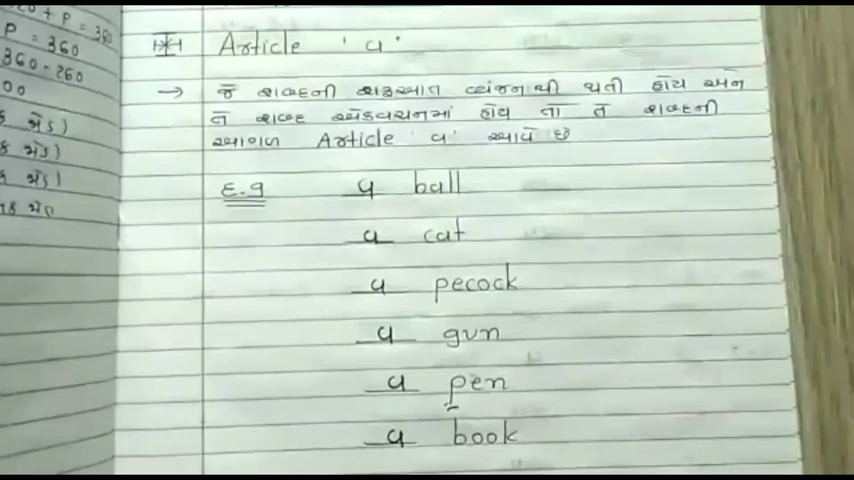 P = 360
360 - 260
Article 'a'
→ જે શબ્દની શરૂઆત વ્યંજન થી થતી હોય અને
તે શબ્દ એકવચનમાં હોય તો તે શબ્દની
આગળ Article 'a' આવે છે
E.g a ball
a cat
a pecock
a gun
a pen
a book